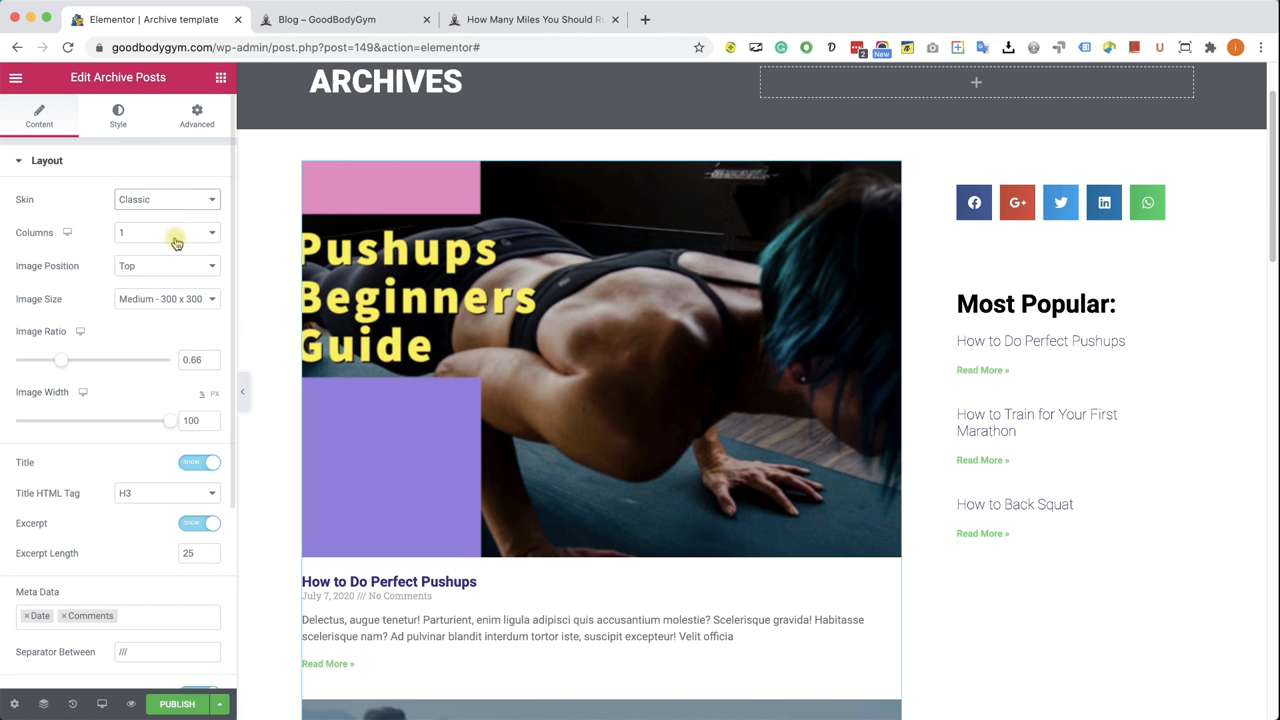 Elementor | Archive template
Blog – GoodBodyGym
How Many Miles You Should Ru
goodbodygym.com/wp-admin/post.php?post=149&action=elementor#
2
New
i
Edit Archive Posts
ARCHIVES
Content
Style
Advanced
Layout
Skin
Classic
Columns
1
Image Position
Top
Image Size
Medium - 300 x 300
Image Ratio
0.66
Image Width
% PX
100
Title
SHOW
Title HTML Tag
H3
Excerpt
SHOW
Excerpt Length
25
Meta Data
× Date × Comments
Separator Between
///
PUBLISH
Pushups
Beginners
Guide
How to Do Perfect Pushups
July 7, 2020 /// No Comments
Delectus, augue tenetur! Parturient, enim ligula adipisci quis accusantium molestie? Scelerisque gravida! Habitasse
scelerisque nam? Ad pulvinar blandit interdum tortor iste, suscipit excepteur! Velit officia
Read More »
G+
Most Popular:
How to Do Perfect Pushups
Read More »
How to Train for Your First
Marathon
Read More »
How to Back Squat
Read More »